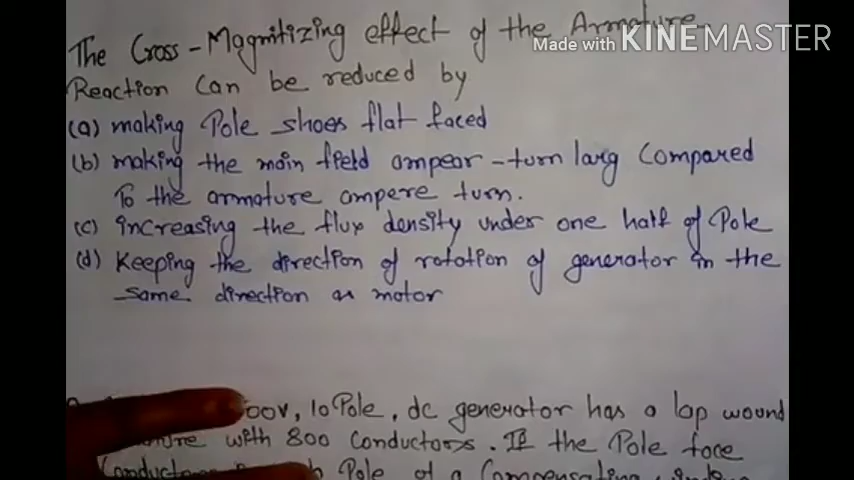 The Cross-Magnitizing effect of the Armature
Made with KINEMASTER
Reaction Can be reduced by
(a) making Pole shoes flat faced
(b) making the main field ampear-turn larg Compared
To the armature ampere turn.
(c) increasing the flux density under one half of Pole
(d) Keeping the direction of rotation of generator in the
same direction as motor
00V, 10 Pole, dc generator has a lap wound
with 800 Conductors. If the Pole face
Pole of a Compensating